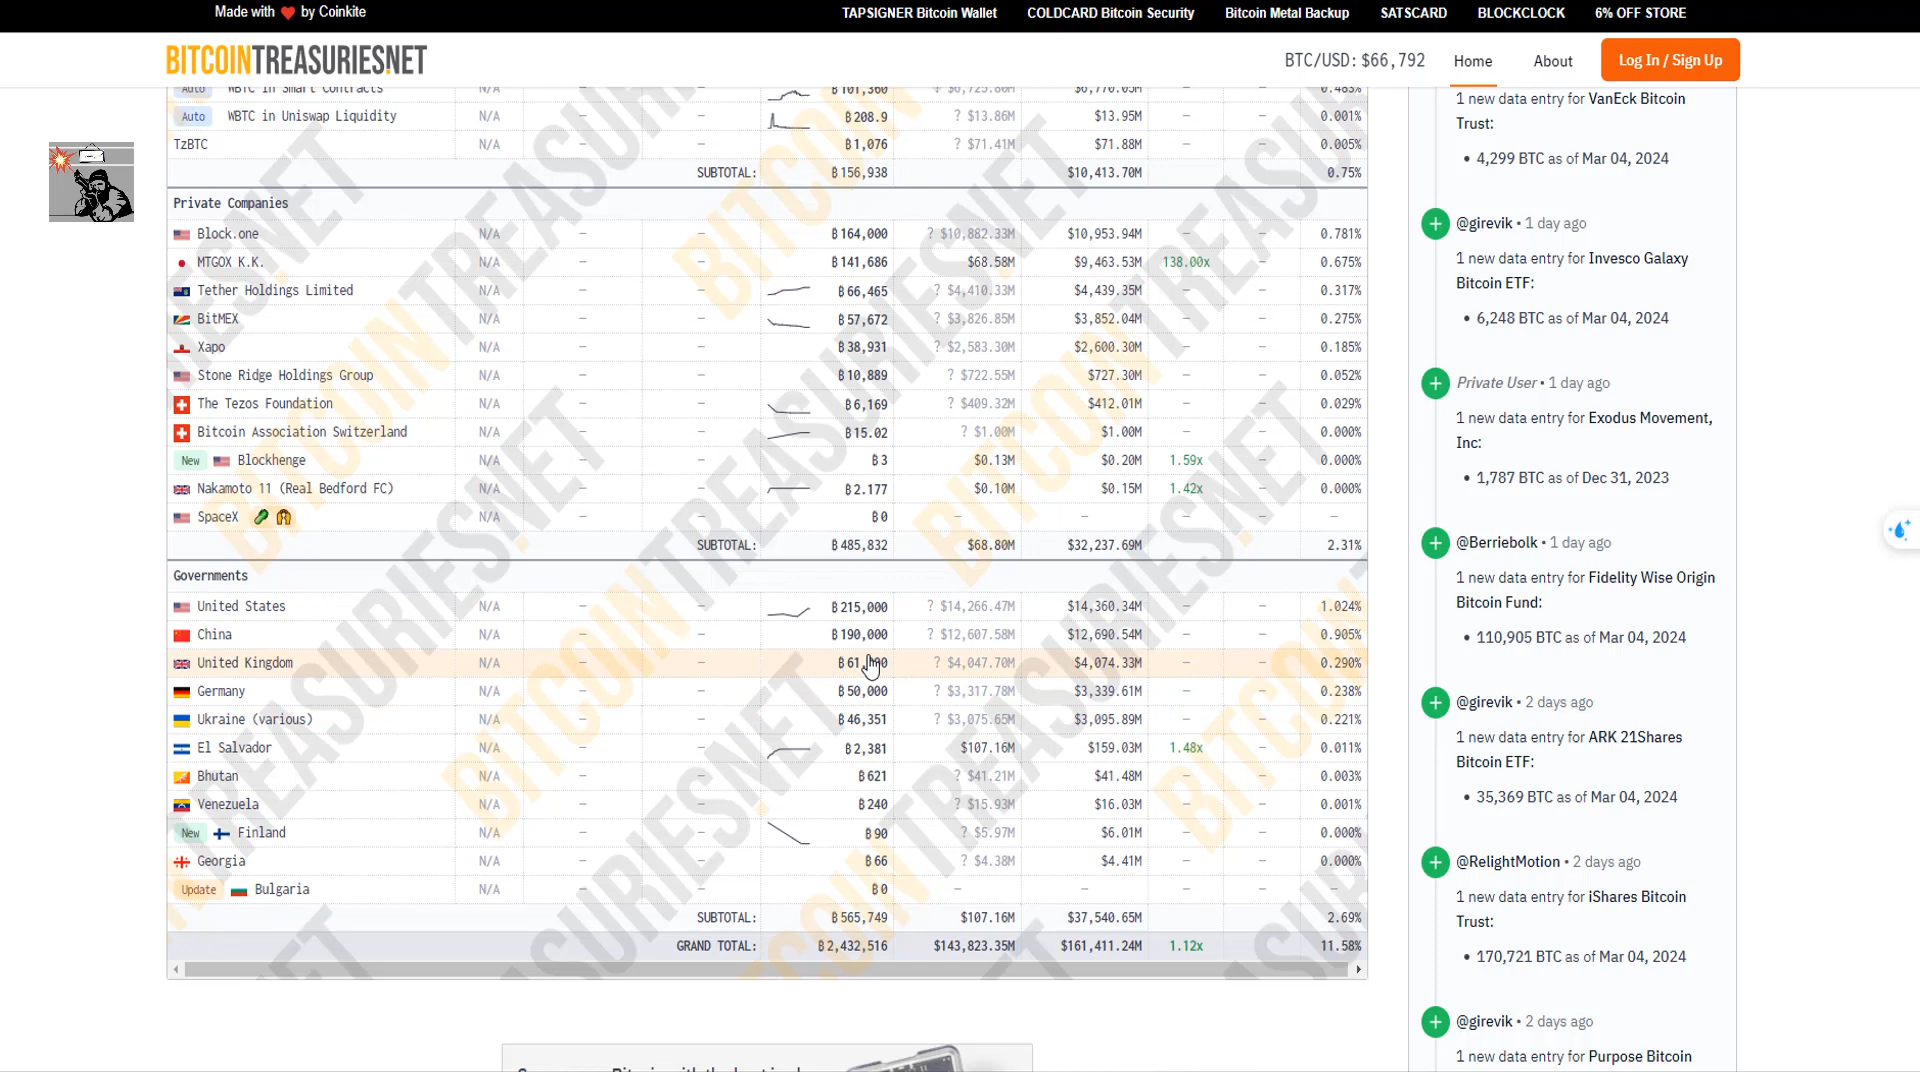 Made with ❤ by Coinkite TAPSIGNER Bitcoin Wallet COLDCARD Bitcoin Security Bitcoin Metal Backup SATSCARD BLOCKCLOCK 6% OFF STORE
BITCOINTREASURIES.NET BTC/USD: $66,792 Home About Log In / Sign Up
Auto WBTC in Smart Contracts N/A – – ₿101,360 ? $6,725.86M $6,770.05M – – 0.483%
Auto WBTC in Uniswap Liquidity N/A – – ₿208.9 ? $13.86M $13.95M – – 0.001%
TzBTC N/A – – ₿1,076 ? $71.41M $71.88M – – 0.005%
SUBTOTAL: ₿156,938 $10,413.70M 0.75%
Private Companies
Block.one N/A – – ₿164,000 ? $10,882.33M $10,953.94M – – 0.781%
MTGOX K.K. N/A – – ₿141,686 $68.58M $9,463.53M 138.00x – 0.675%
Tether Holdings Limited N/A – – ₿66,465 ? $4,410.33M $4,439.35M – – 0.317%
BitMEX N/A – – ₿57,672 ? $3,826.85M $3,852.04M – – 0.275%
Xapo N/A – – ₿38,931 ? $2,583.30M $2,600.30M – – 0.185%
Stone Ridge Holdings Group N/A – – ₿10,889 ? $722.55M $727.30M – – 0.052%
The Tezos Foundation N/A – – ₿6,169 ? $409.32M $412.01M – – 0.029%
Bitcoin Association Switzerland N/A – – ₿15.02 ? $1.00M $1.00M – – 0.000%
New Blockhenge N/A – – ₿3 $0.13M $0.20M 1.59x – 0.000%
Nakamoto 11 (Real Bedford FC) N/A – – ₿2.177 $0.10M $0.15M 1.42x – 0.000%
SpaceX N/A – – ₿0 – – – – –
SUBTOTAL: ₿485,832 $68.80M $32,237.69M 2.31%
Governments
United States N/A – – ₿215,000 ? $14,266.47M $14,360.34M – – 1.024%
China N/A – – ₿190,000 ? $12,607.58M $12,690.54M – – 0.905%
United Kingdom N/A – – ? $4,047.70M $4,074.33M – – 0.290%
Germany N/A – – ₿50,000 ? $3,317.78M $3,339.61M – – 0.238%
Ukraine (various) N/A – – ₿46,351 ? $3,075.65M $3,095.89M – – 0.221%
El Salvador N/A – – ₿2,381 $107.16M $159.03M 1.48x – 0.011%
Bhutan N/A – – ₿621 ? $41.21M $41.48M – – 0.003%
Venezuela N/A – – ₿240 ? $15.93M $16.03M – – 0.001%
New Finland N/A – – ₿90 ? $5.97M $6.01M – – 0.000%
Georgia N/A – – ₿66 ? $4.38M $4.41M – – 0.000%
Update Bulgaria N/A – – ₿0 – – – – –
SUBTOTAL: ₿565,749 $107.16M $37,540.65M 2.69%
GRAND TOTAL: ₿2,432,516 $143,823.35M $161,411.24M 1.12x 11.58%
1 new data entry for VanEck Bitcoin
Trust:
• 4,299 BTC as of Mar 04, 2024
@girevik • 1 day ago
1 new data entry for Invesco Galaxy
Bitcoin ETF:
• 6,248 BTC as of Mar 04, 2024
Private User • 1 day ago
1 new data entry for Exodus Movement,
Inc:
• 1,787 BTC as of Dec 31, 2023
@Berriebolk • 1 day ago
1 new data entry for Fidelity Wise Origin
Bitcoin Fund:
• 110,905 BTC as of Mar 04, 2024
@girevik • 2 days ago
1 new data entry for ARK 21Shares
Bitcoin ETF:
• 35,369 BTC as of Mar 04, 2024
@RelightMotion • 2 days ago
1 new data entry for iShares Bitcoin
Trust:
• 170,721 BTC as of Mar 04, 2024
@girevik • 2 days ago
1 new data entry for Purpose Bitcoin